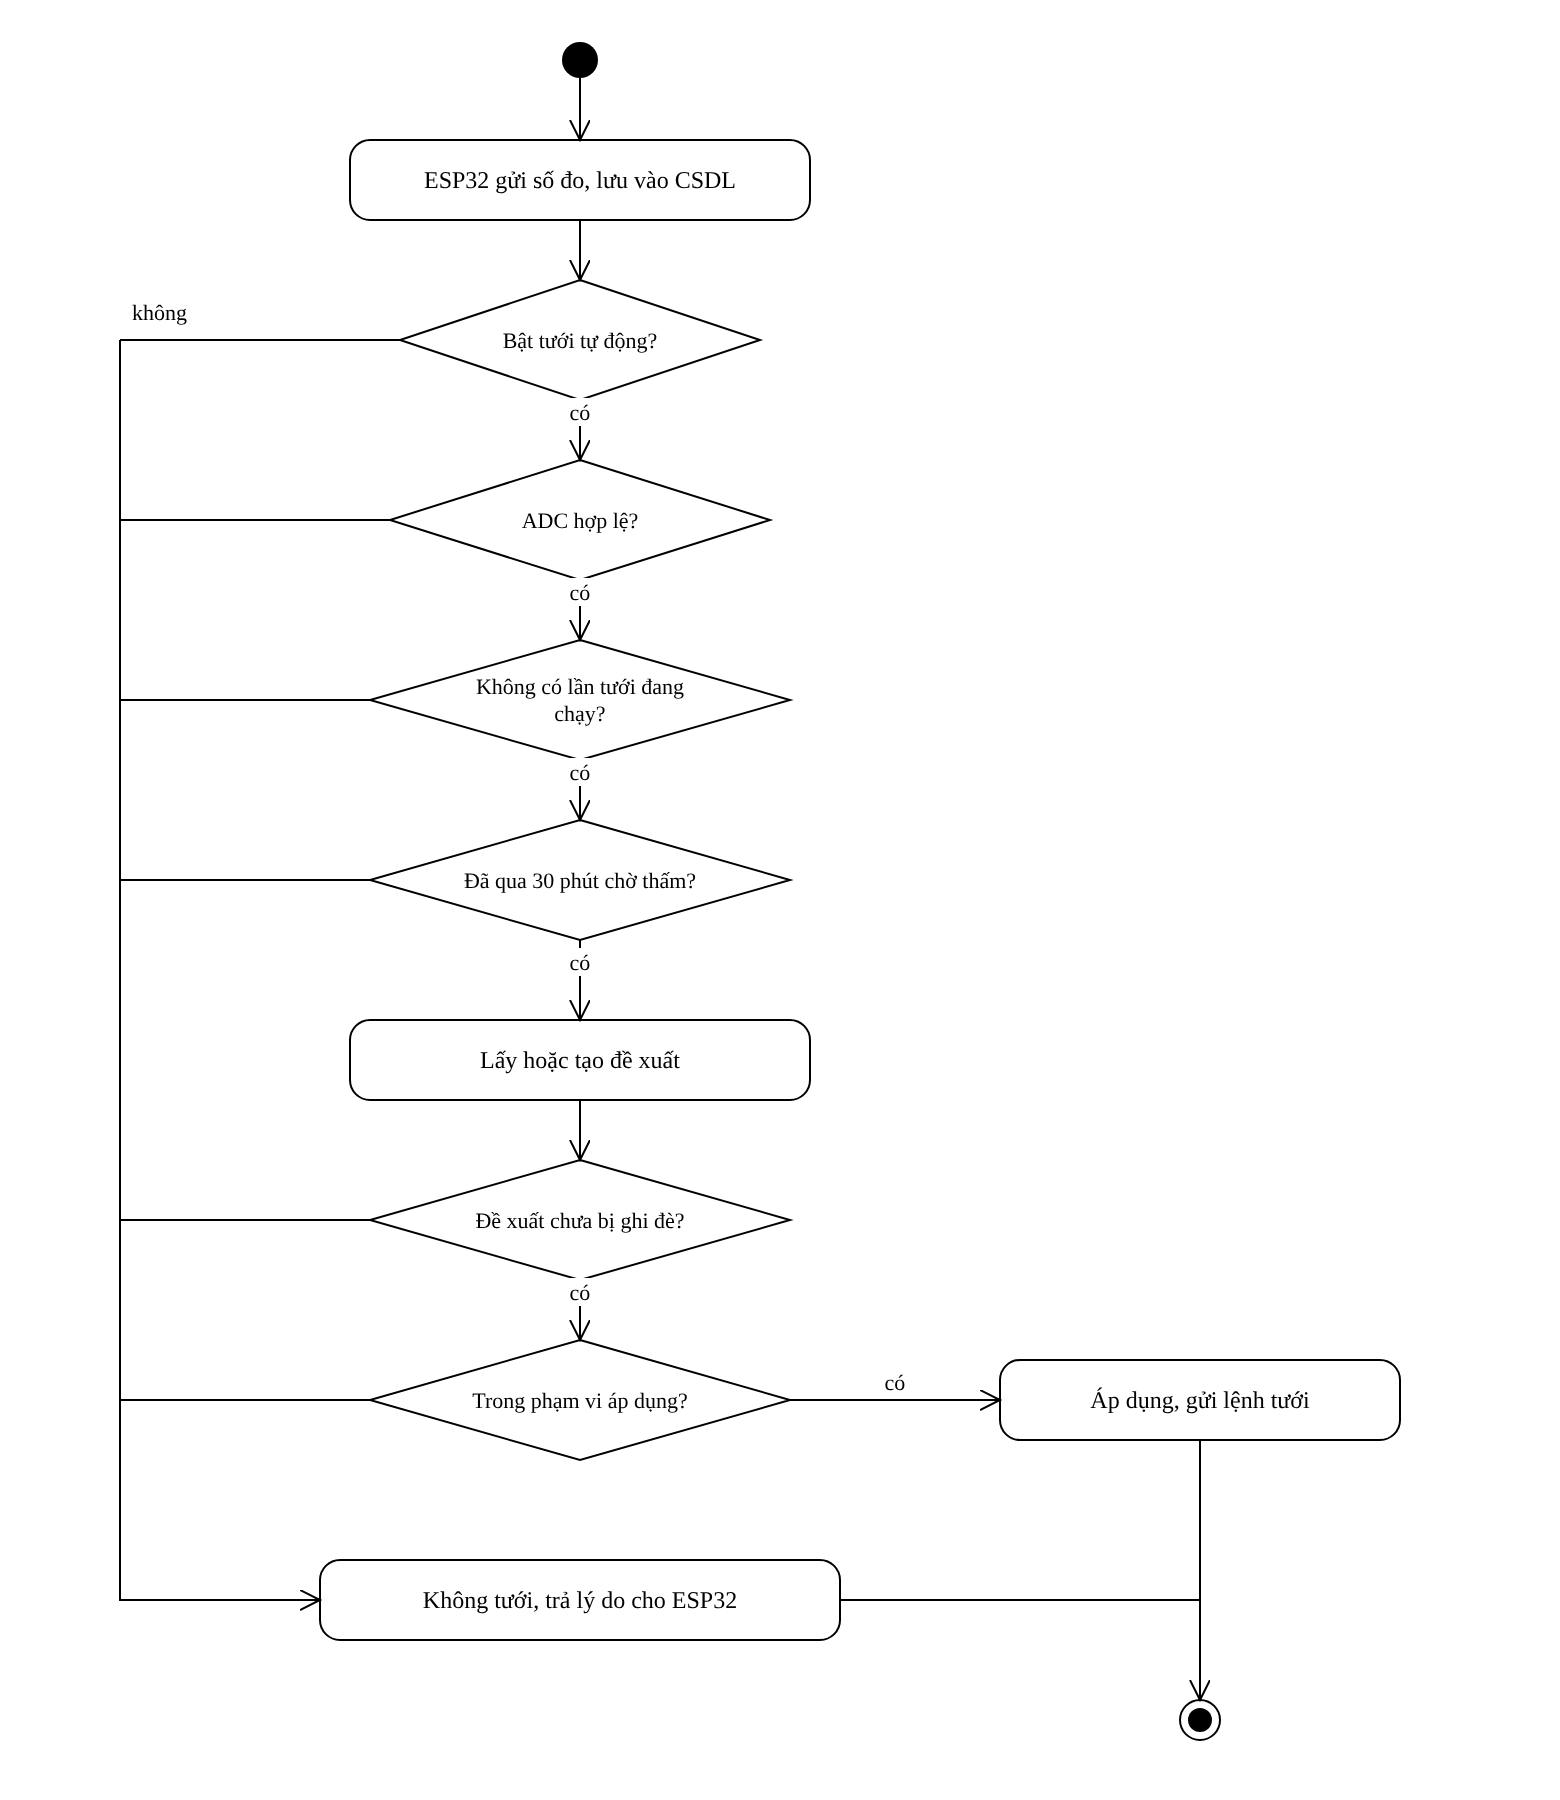 ESP32 gửi số đo, lưu vào CSDL
không
Bật tưới tự động?
có
ADC hợp lệ?
có
Không có lần tưới đang
chạy?
có
Đã qua 30 phút chờ thấm?
có
Lấy hoặc tạo đề xuất
Đề xuất chưa bị ghi đè?
có
Trong phạm vi áp dụng?
có
Áp dụng, gửi lệnh tưới
Không tưới, trả lý do cho ESP32